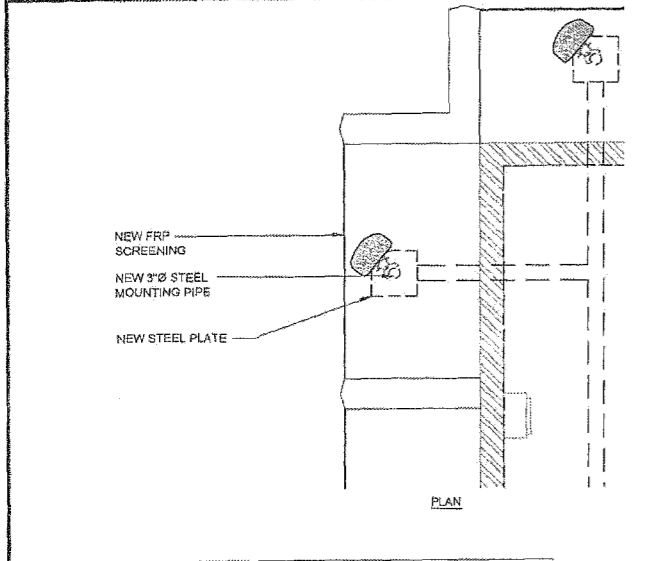 NEW FRP
SCREENING
NEW 3"Ø STEEL
MOUNTING PIPE
NEW STEEL PLATE
PLAN